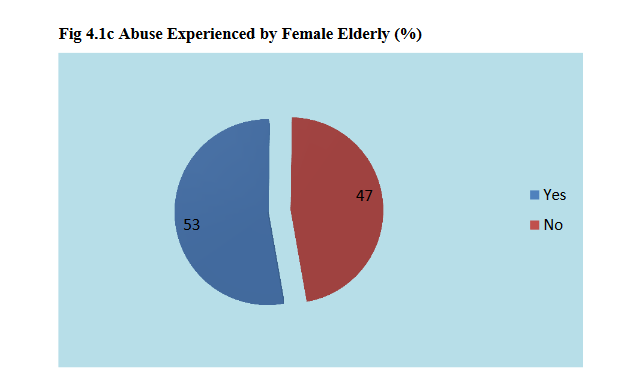 Fig 4.1c Abuse Experienced by Female Elderly (%)
47
53
Yes
No